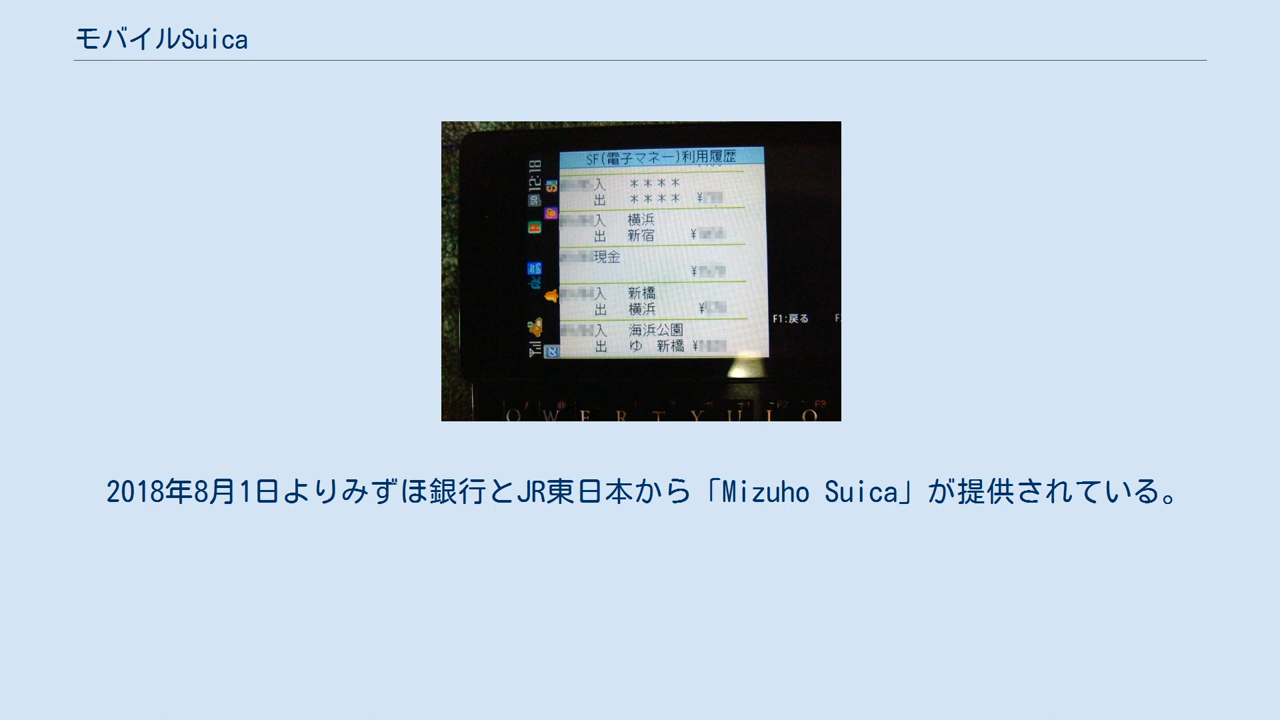 モバイルSuica
SF(電子マネー)利用履歴
入 ****
出 **** ¥
入 横浜
出 新宿 ¥
現金
¥
入 新橋
出 横浜 ¥
入 海浜公園
出 ゆ 新橋 ¥
12:18
F1:戻る
F
Q W E R T Y U I O
2018年8月1日よりみずほ銀行とJR東日本から「Mizuho Suica」が提供されている。